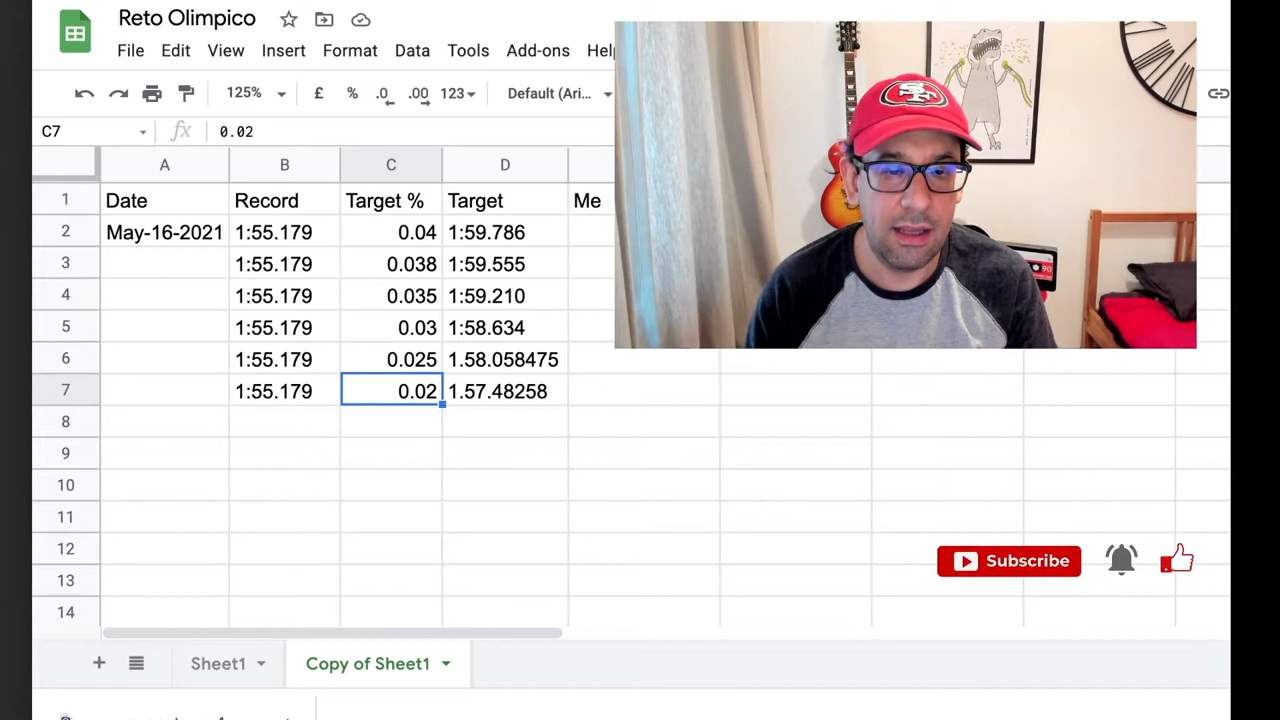 Reto Olimpico
File Edit View Insert Format Data Tools Add-ons Hel
125% £ % .0 .00 123 Default (Ari...
C7 fx 0.02
A B C D
1 Date Record Target % Target Me
2 May-16-2021 1:55.179 0.04 1:59.786
3 1:55.179 0.038 1:59.555
4 1:55.179 0.035 1:59.210
5 1:55.179 0.03 1:58.634
6 1:55.179 0.025 1.58.058475
7 1:55.179 0.02 1.57.48258
8
9
10
11
12
13
14
SF
90
Subscribe
Sheet1 Copy of Sheet1